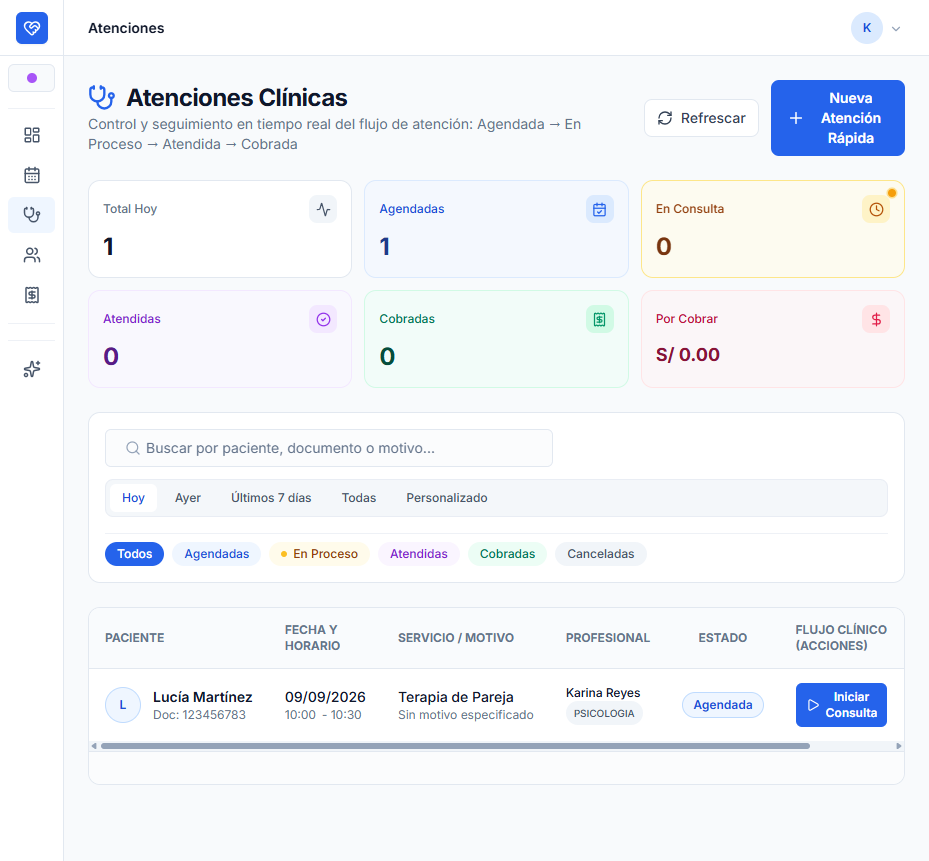 Atenciones
K
Atenciones Clínicas
Control y seguimiento en tiempo real del flujo de atención: Agendada → En
Proceso → Atendida → Cobrada
Refrescar
Nueva
Atención
Rápida
Total Hoy
1
Agendadas
1
En Consulta
0
Atendidas
0
Cobradas
0
Por Cobrar
S/ 0.00
Buscar por paciente, documento o motivo...
Hoy
Ayer
Últimos 7 días
Todas
Personalizado
Todos
Agendadas
En Proceso
Atendidas
Cobradas
Canceladas
PACIENTE
FECHA Y
HORARIO
SERVICIO / MOTIVO
PROFESIONAL
ESTADO
FLUJO CLÍNICO
(ACCIONES)
L
Lucía Martínez
Doc: 123456783
09/09/2026
10:00 - 10:30
Terapia de Pareja
Sin motivo especificado
Karina Reyes
PSICOLOGIA
Agendada
Iniciar
Consulta